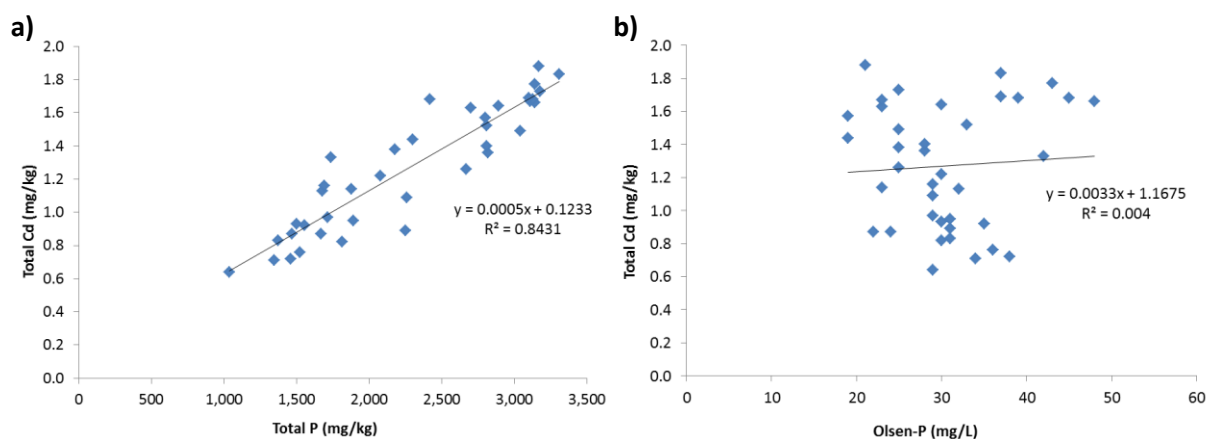 a)
Total Cd (mg/kg)
2.0
1.8
1.6
1.4
1.2
1.0
0.8
0.6
0.4
0.2
0.0
y = 0.0005x + 0.1233
R² = 0.8431
0 500 1,000 1,500 2,000 2,500 3,000 3,500
Total P (mg/kg)
b)
Total Cd (mg/kg)
2.0
1.8
1.6
1.4
1.2
1.0
0.8
0.6
0.4
0.2
0.0
y = 0.0033x + 1.1675
R² = 0.004
0 10 20 30 40 50 60
Olsen-P (mg/L)